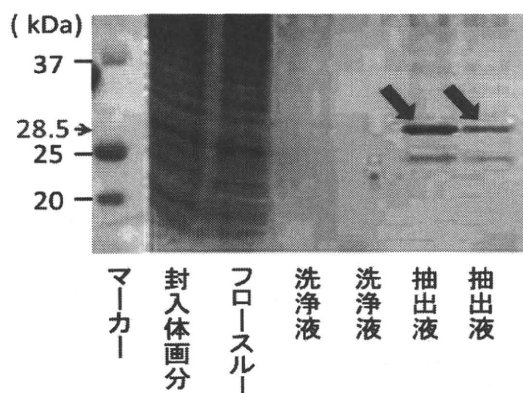 ( kDa)
37
28.5
25
20
マーカー
封入体画分
フロースルー
洗浄液
洗浄液
抽出液
抽出液